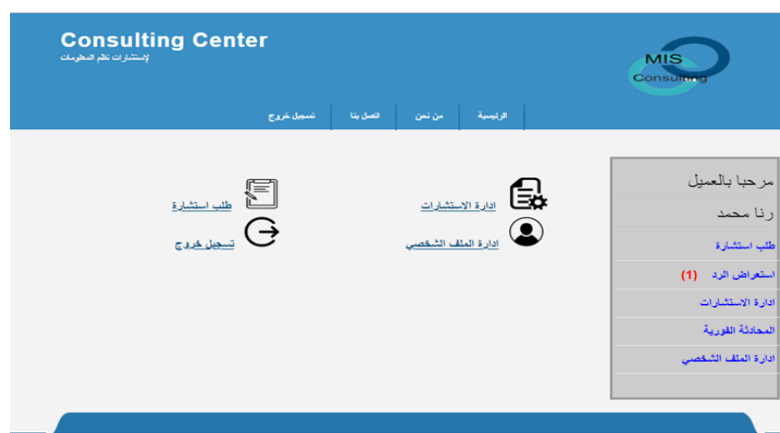 Consulting Center
لإستشارات نظم المعلومات
MIS
Consulting
الرئيسية من نحن اتصل بنا تسجيل خروج
مرحبا بالعميل
رنا محمد
طلب استشارة
استعراض الرد (1)
ادارة الاستشارات
المحادثة الفورية
ادارة الملف الشخصي
ادارة الاستشارات
طلب استشارة
ادارة الملف الشخصي
تسجيل خروج